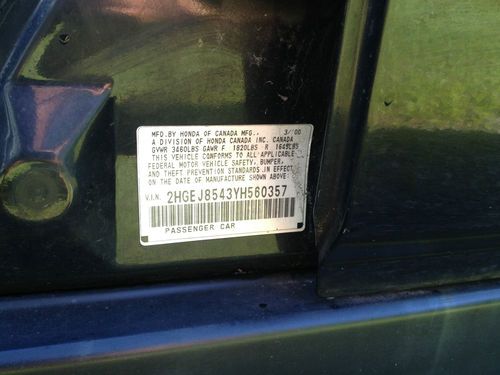 MFD.BY HONDA OF CANADA MFG., 3/00
A DIVISION OF HONDA CANADA INC. CANADA
GVWR 3460LBS GAWR F 1820LBS R 1645LBS
THIS VEHICLE CONFORMS TO ALL APPLICABLE
FEDERAL MOTOR VEHICLE SAFETY, BUMPER,
AND THEFT PREVENTION STANDARDS IN EFFECT
ON THE DATE OF MANUFACTURE SHOWN ABOVE.
V.I.N. 2HGEJ8543YH560357
PASSENGER CAR